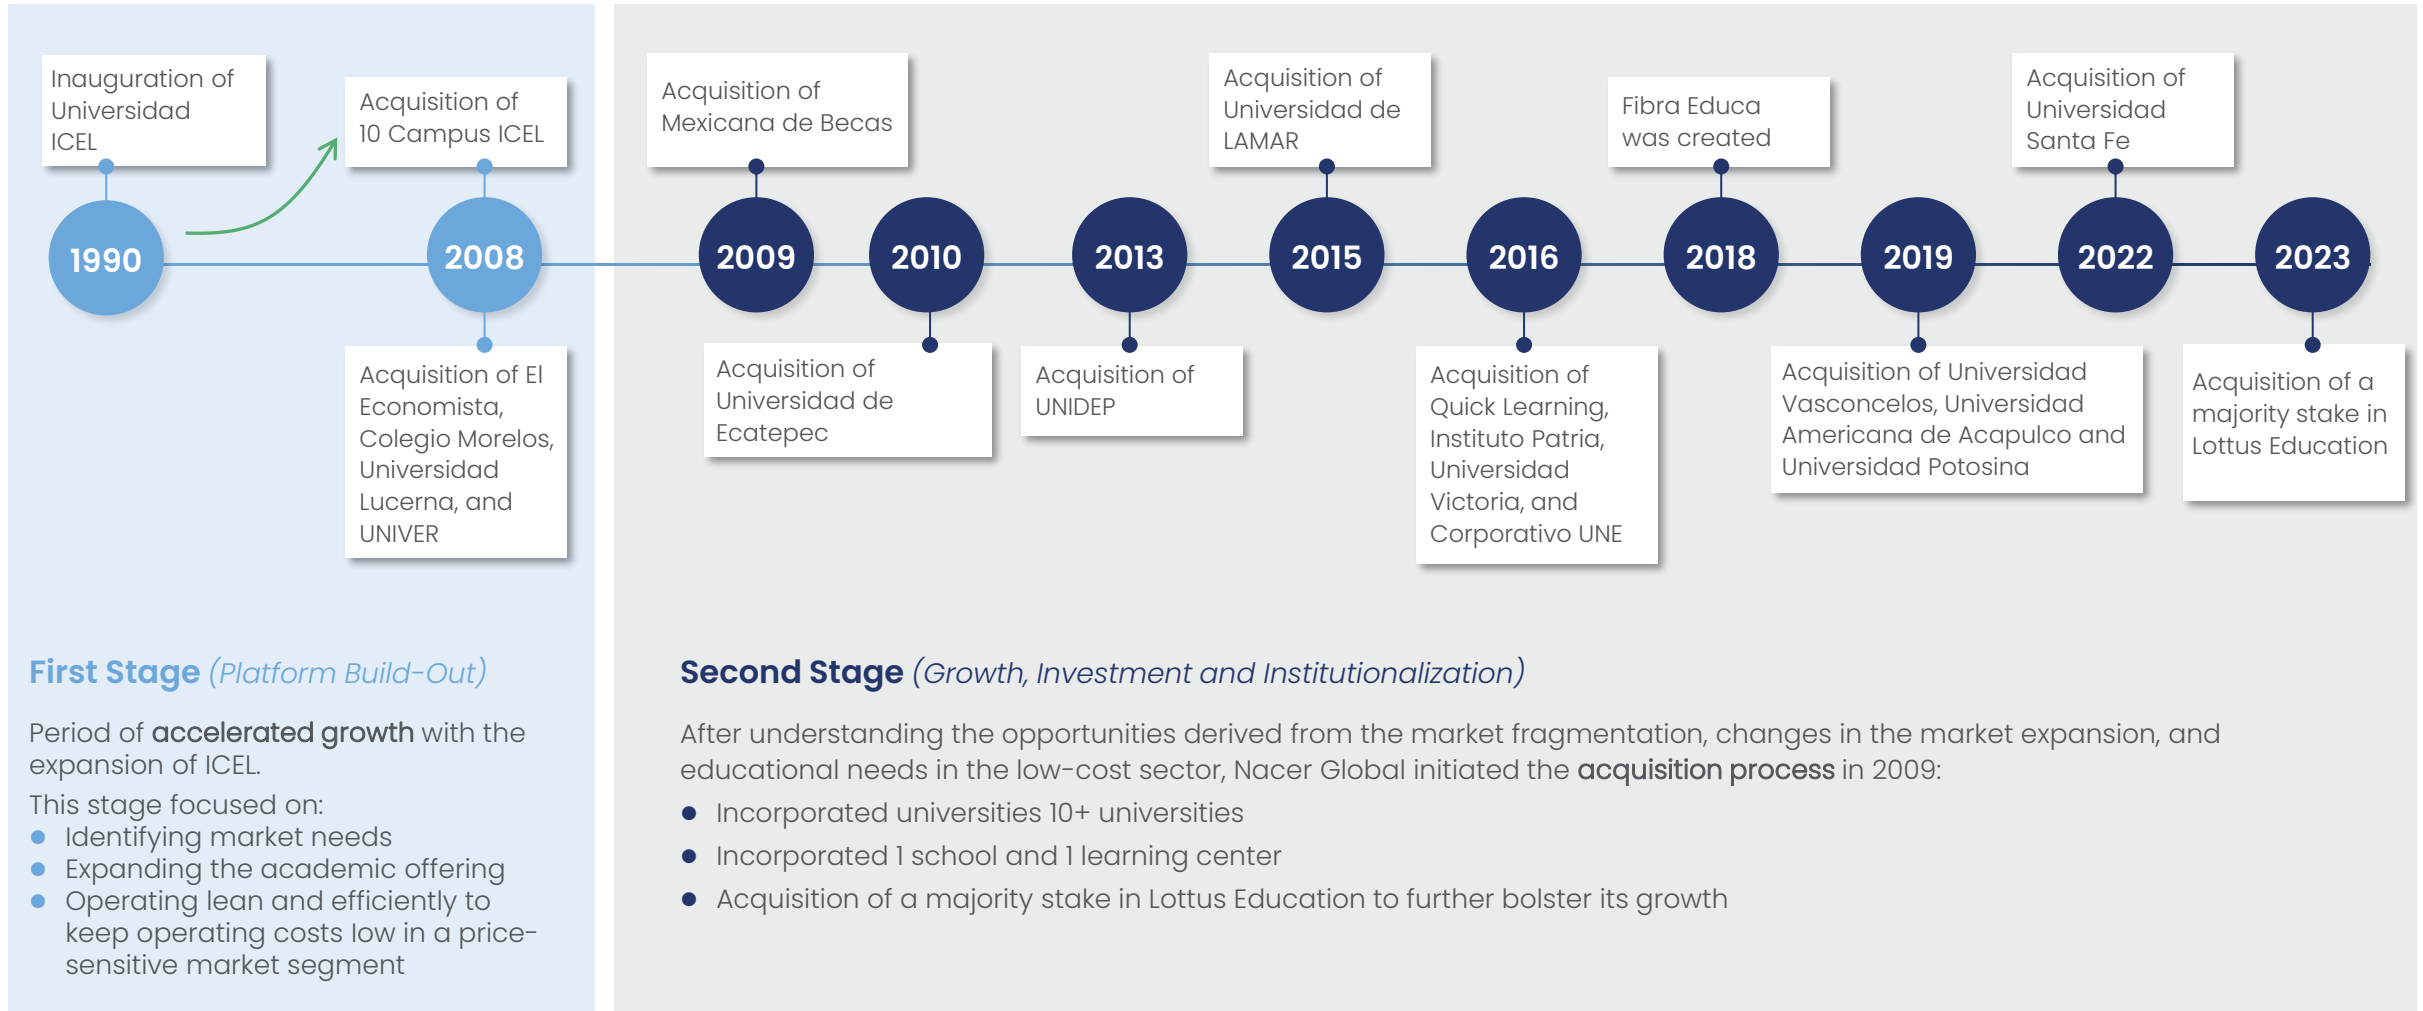 Inauguration of
Universidad
ICEL
Acquisition of
10 Campus ICEL
Acquisition of
Mexicana de Becas
Acquisition of
Universidad de
LAMAR
Fibra Educa
was created
Acquisition of
Universidad
Santa Fe
1990
2008
2009
2010
2013
2015
2016
2018
2019
2022
2023
Acquisition of El
Economista,
Colegio Morelos,
Universidad
Lucerna, and
UNIVER
Acquisition of
Universidad de
Ecatepec
Acquisition of
UNIDEP
Acquisition of
Quick Learning,
Instituto Patria,
Universidad
Victoria, and
Corporativo UNE
Acquisition of Universidad
Vasconcelos, Universidad
Americana de Acapulco and
Universidad Potosina
Acquisition of a
majority stake in
Lottus Education
First Stage (Platform Build-Out)
Period of accelerated growth with the
expansion of ICEL.
This stage focused on:
● Identifying market needs
● Expanding the academic offering
● Operating lean and efficiently to
keep operating costs low in a price-
sensitive market segment
Second Stage (Growth, Investment and Institutionalization)
After understanding the opportunities derived from the market fragmentation, changes in the market expansion, and
educational needs in the low-cost sector, Nacer Global initiated the acquisition process in 2009:
● Incorporated universities 10+ universities
● Incorporated 1 school and 1 learning center
● Acquisition of a majority stake in Lottus Education to further bolster its growth